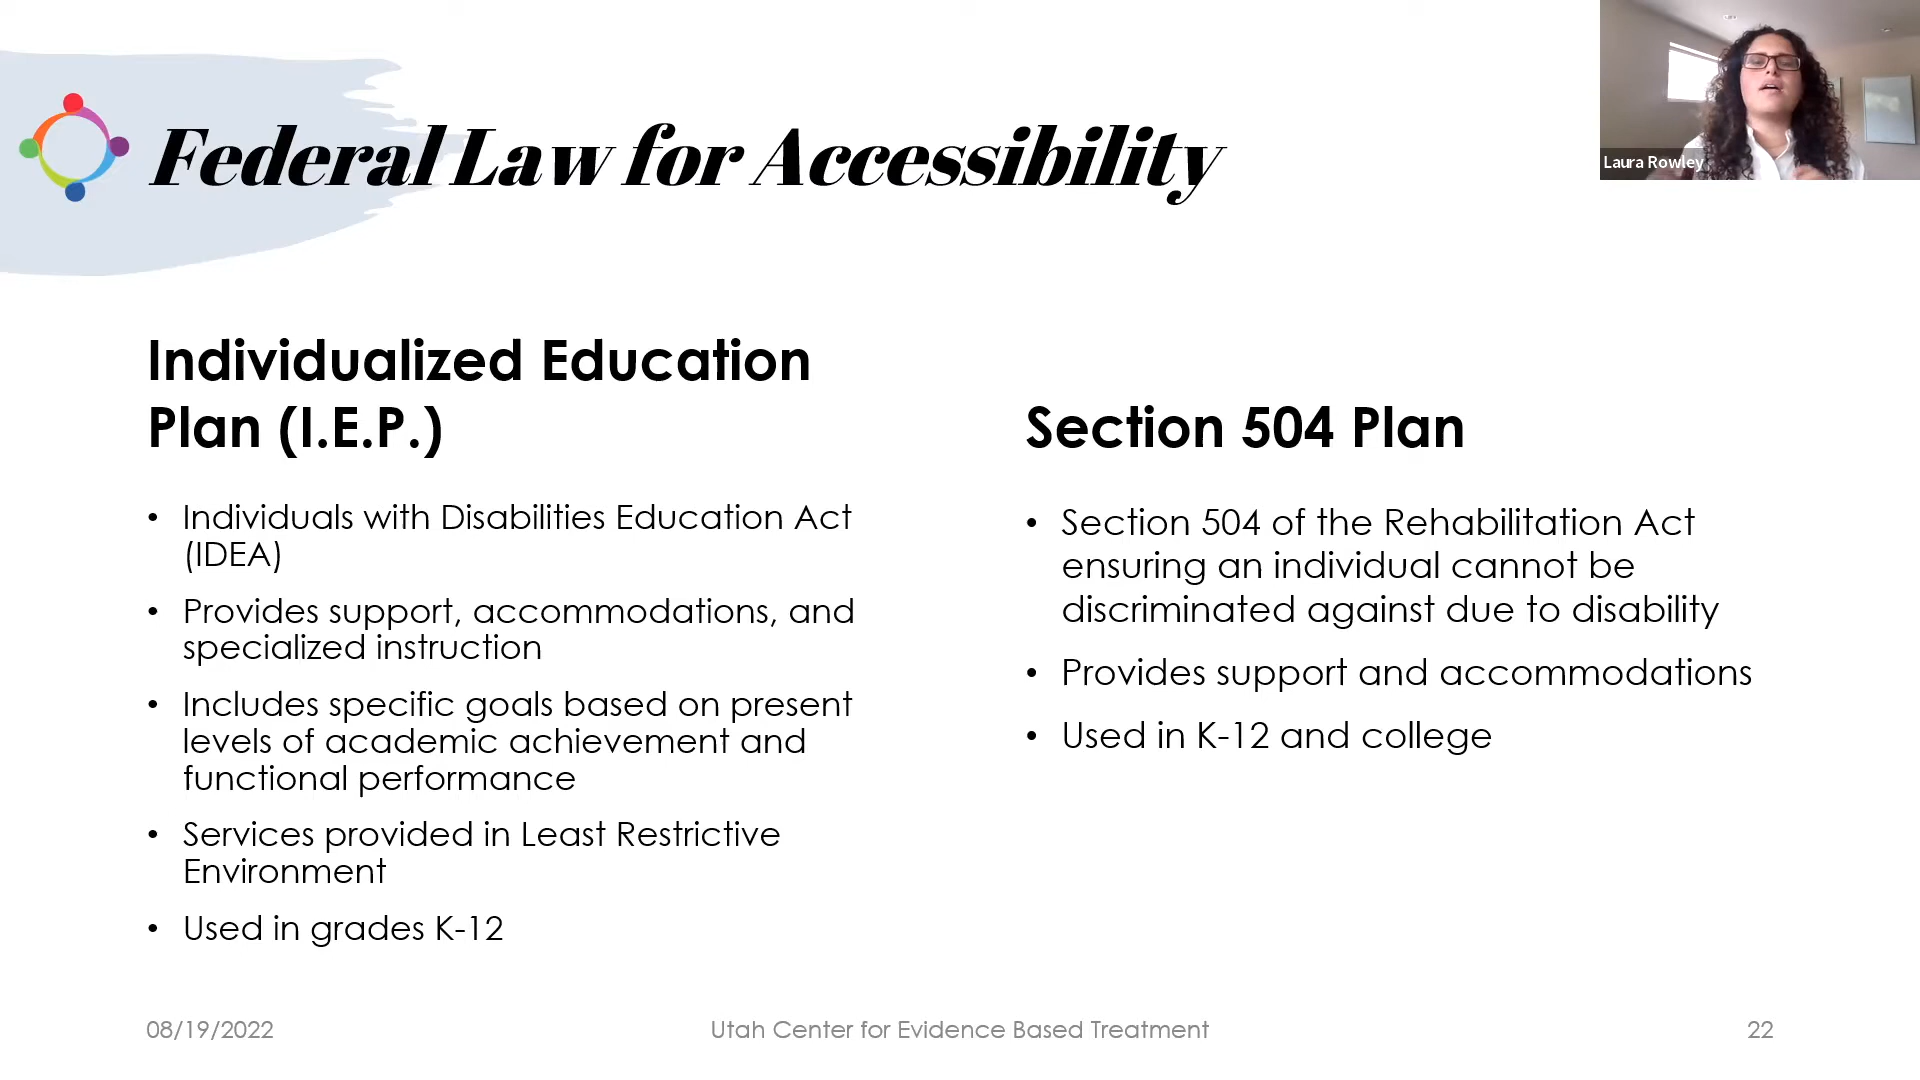 Federal Law for Accessibility
Laura Rowley
Individualized Education
Plan (I.E.P.)
• Individuals with Disabilities Education Act
(IDEA)
• Provides support, accommodations, and
specialized instruction
• Includes specific goals based on present
levels of academic achievement and
functional performance
• Services provided in Least Restrictive
Environment
• Used in grades K-12
Section 504 Plan
• Section 504 of the Rehabilitation Act
ensuring an individual cannot be
discriminated against due to disability
• Provides support and accommodations
• Used in K-12 and college
08/19/2022
Utah Center for Evidence Based Treatment
22